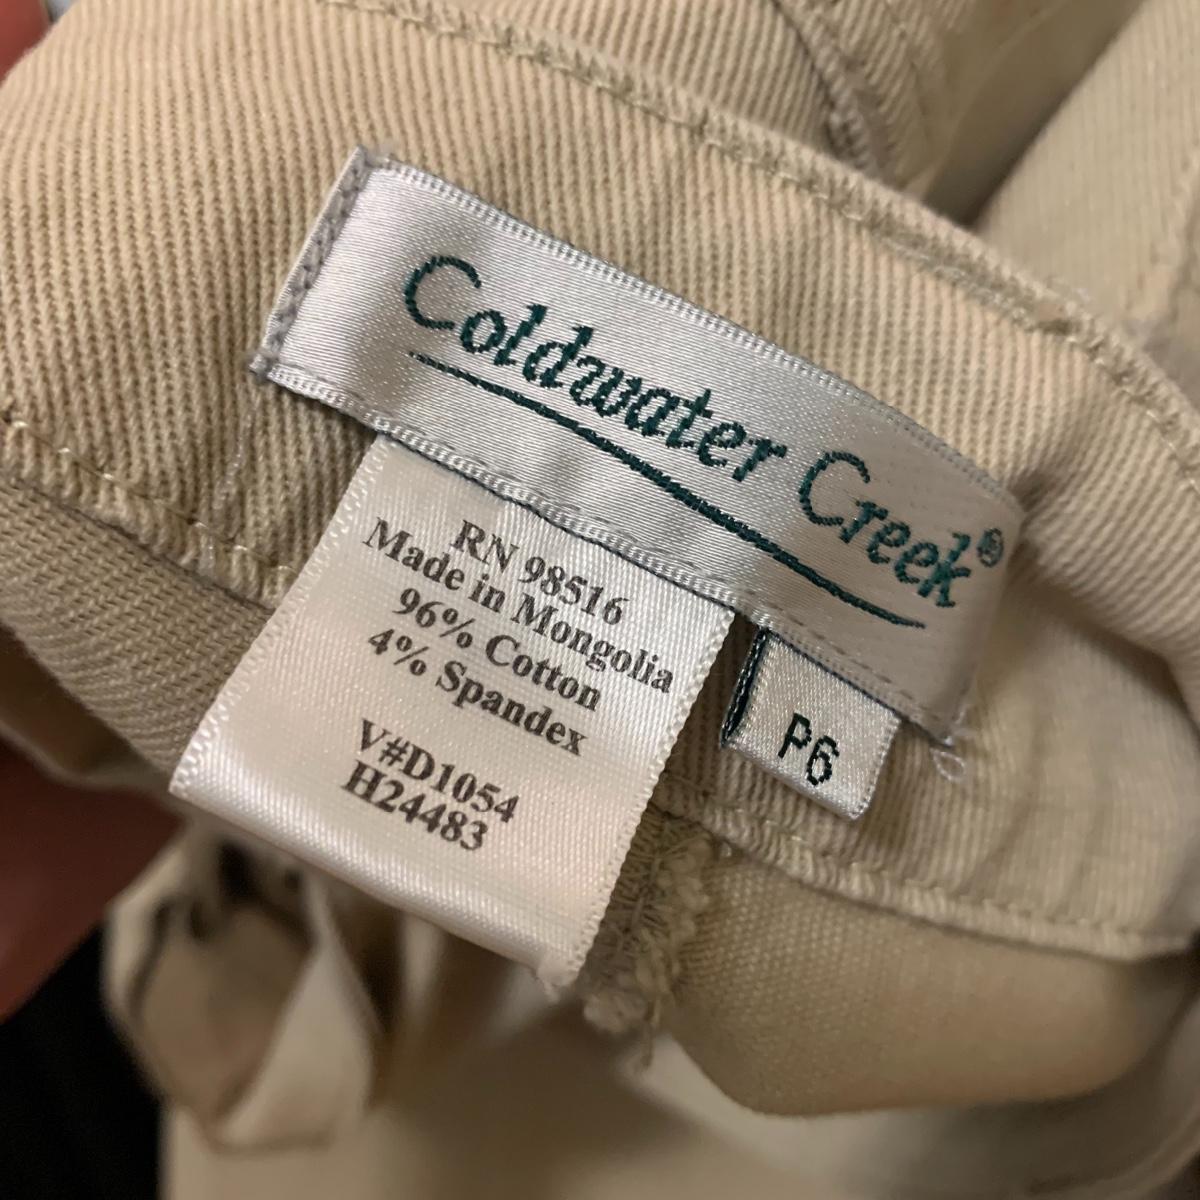 Coldwater Creek®
RN 98516
Made in Mongolia
96% Cotton
4% Spandex
V#D1054
H24483
P6